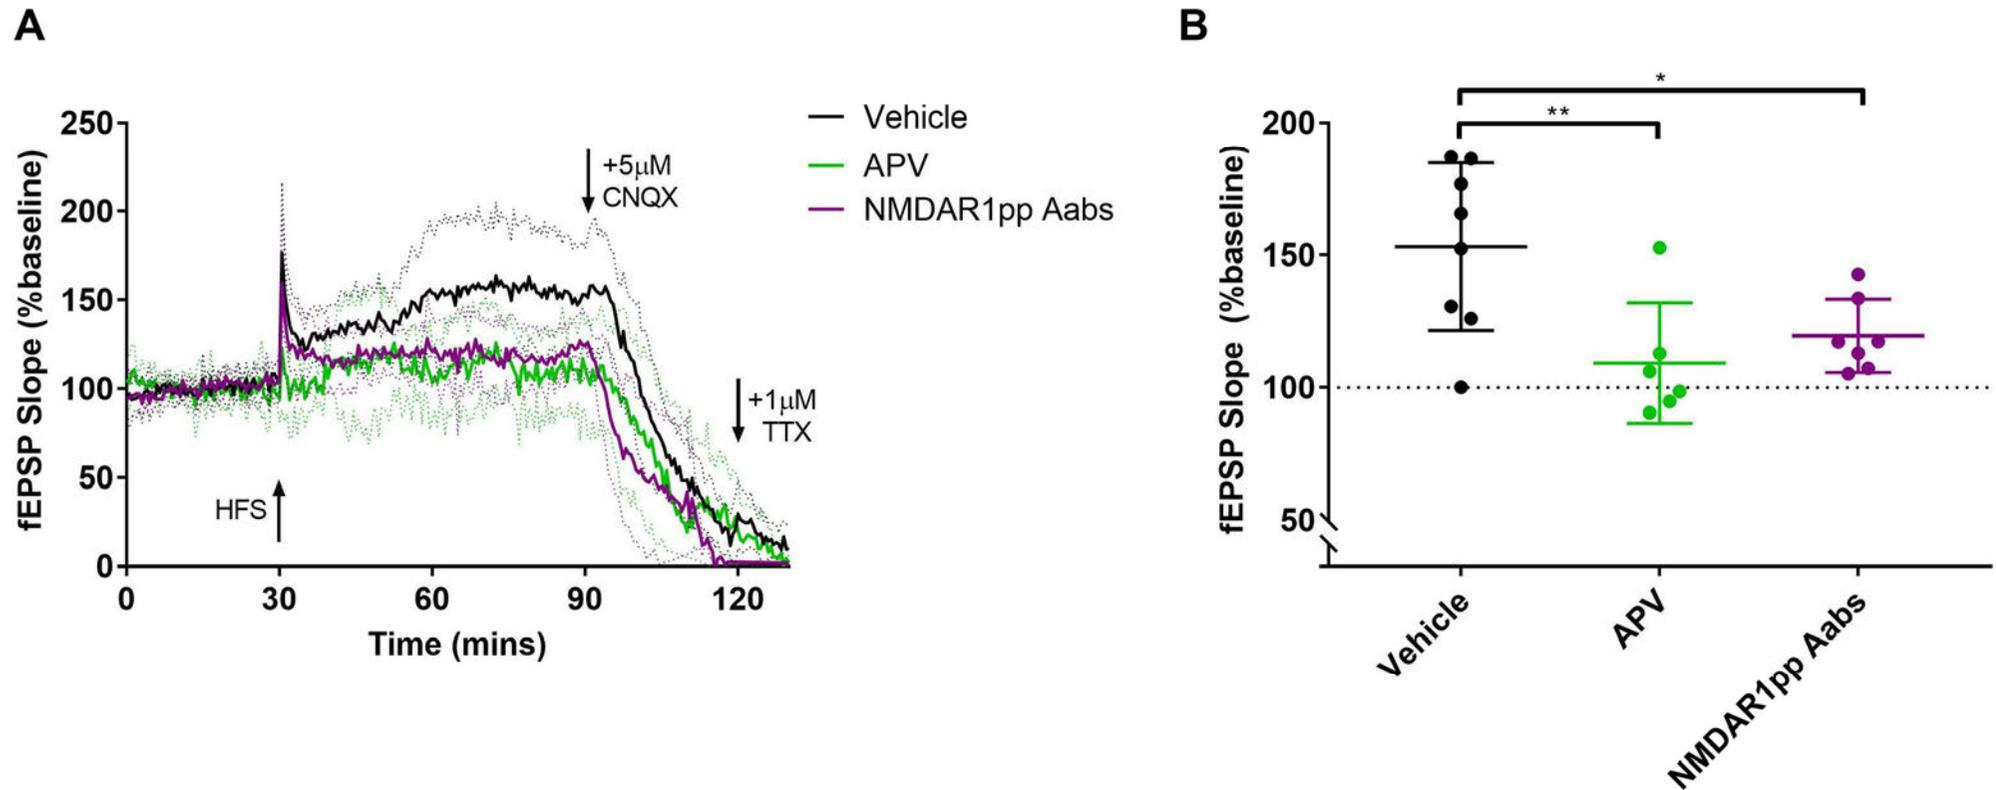 A
fEPSP Slope (%baseline)
250
200
150
100
50
0
0 30 60 90 120
Time (mins)
HFS
+5µM
CNQX
+1µM
TTX
Vehicle
APV
NMDAR1pp Aabs
B
fEPSP Slope (%baseline)
200
150
100
50
*
**
Vehicle
APV
NMDAR1pp Aabs